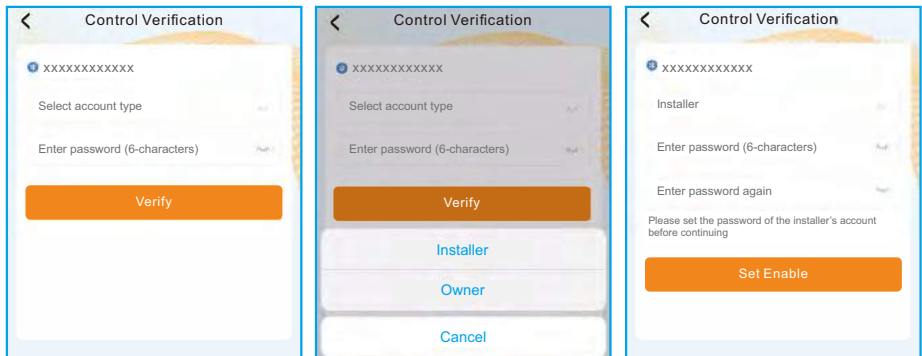 Control Verification
xxxxxxxxxxxx
Select account type
Enter password (6-characters)
Verify
Control Verification
xxxxxxxxxxxx
Select account type
Enter password (6-characters)
Verify
Installer
Owner
Cancel
Control Verification
xxxxxxxxxxxx
Installer
Enter password (6-characters)
Enter password again
Please set the password of the installer's account
before continuing
Set Enable